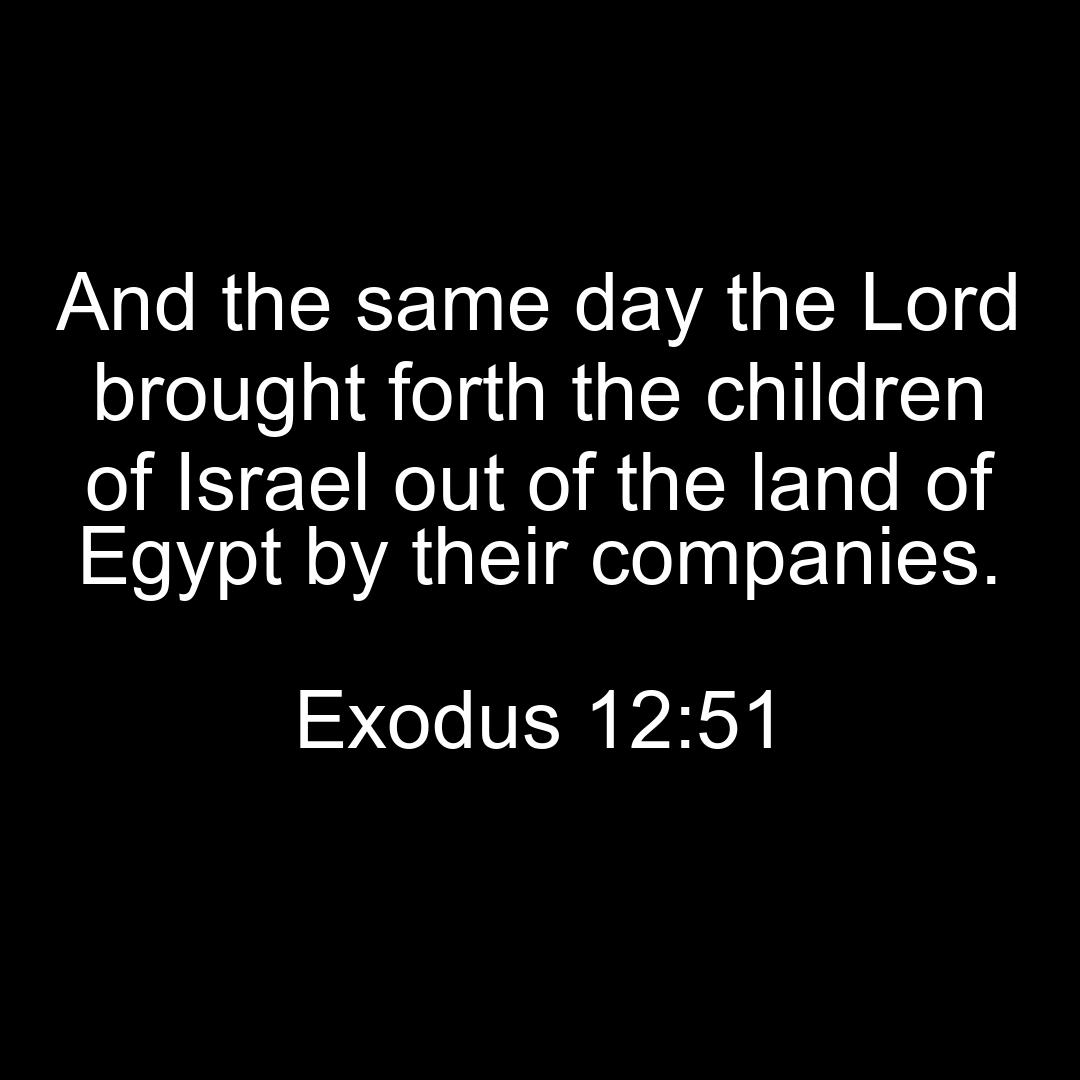 And the same day the Lord
brought forth the children
of Israel out of the land of
Egypt by their companies.
Exodus 12:51